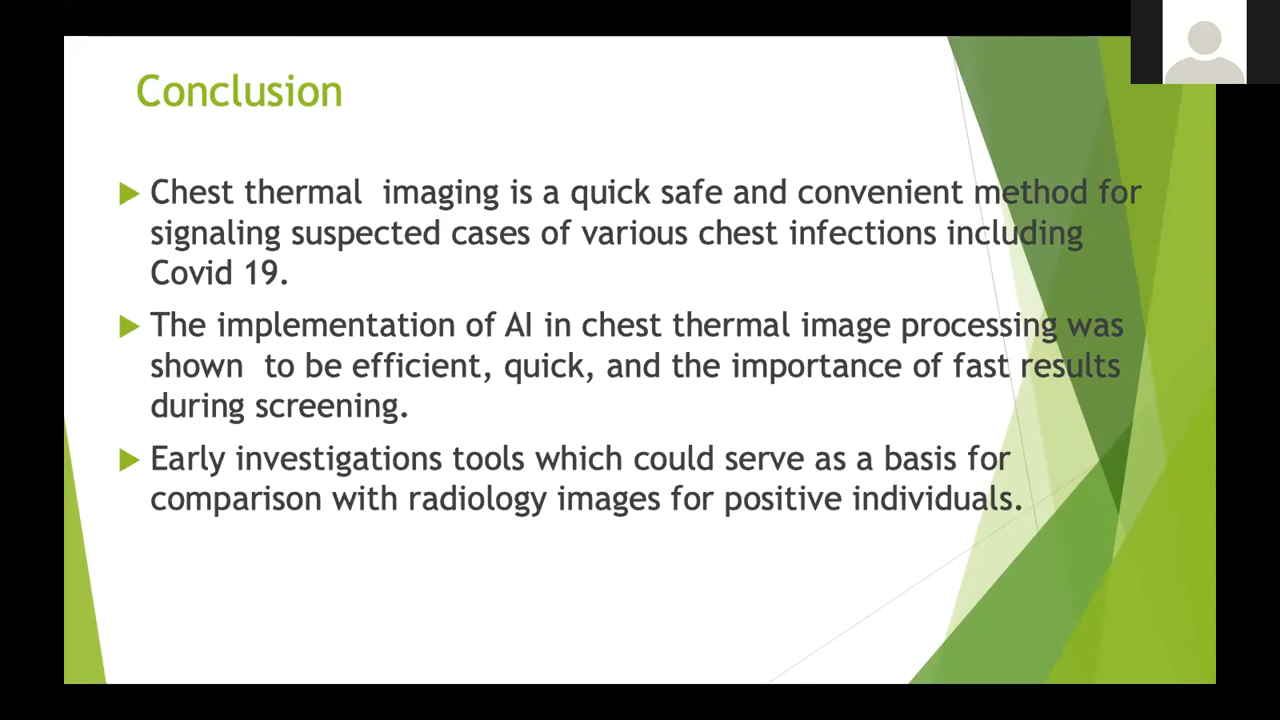 Conclusion
Chest thermal  imaging is a quick safe and convenient method for
signaling suspected cases of various chest infections including
Covid 19.
The implementation of AI in chest thermal image processing was
shown  to be efficient, quick, and the importance of fast results
during screening.
Early investigations tools which could serve as a basis for
comparison with radiology images for positive individuals.